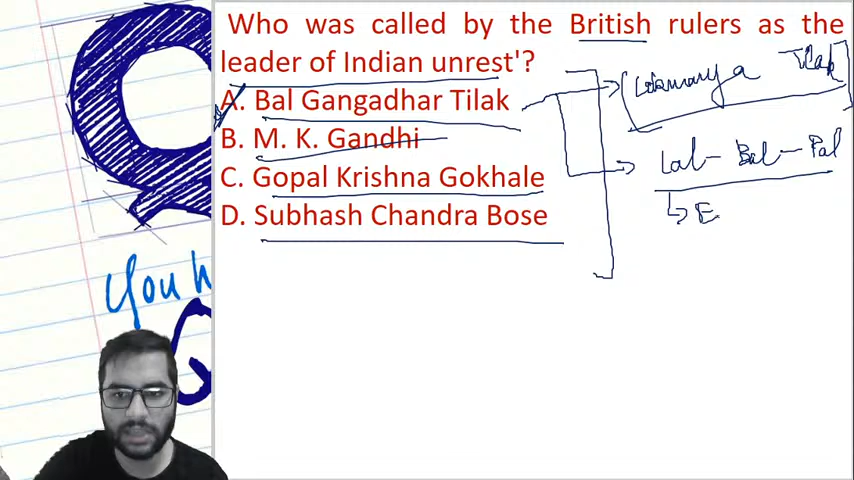 Who was called by the British rulers as the
leader of Indian unrest'?
A. Bal Gangadhar Tilak
B. M. K. Gandhi
C. Gopal Krishna Gokhale
D. Subhash Chandra Bose
Lokmanya Tilak
Lal - Bal - Pal
E
You